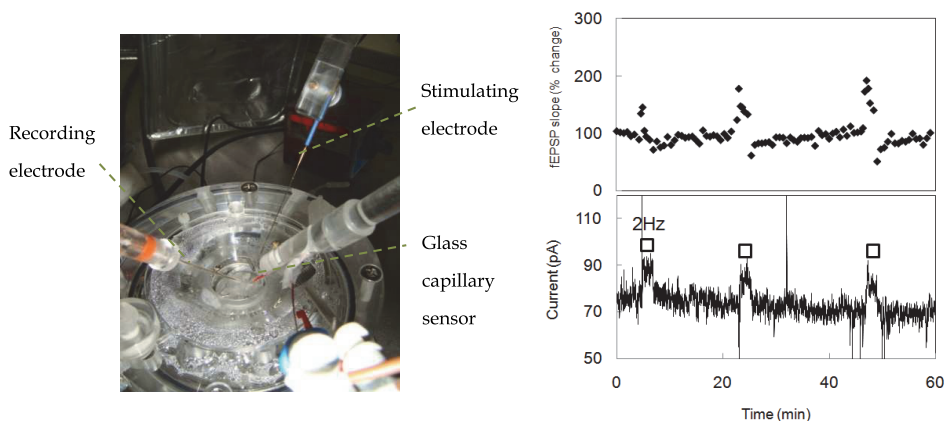 Recording
electrode
Stimulating
electrode
Glass
capillary
sensor
fEPSP slope (% change)
300
200
100
0
Current (pA)
110
90
70
50
2Hz
0
20
40
60
Time (min)